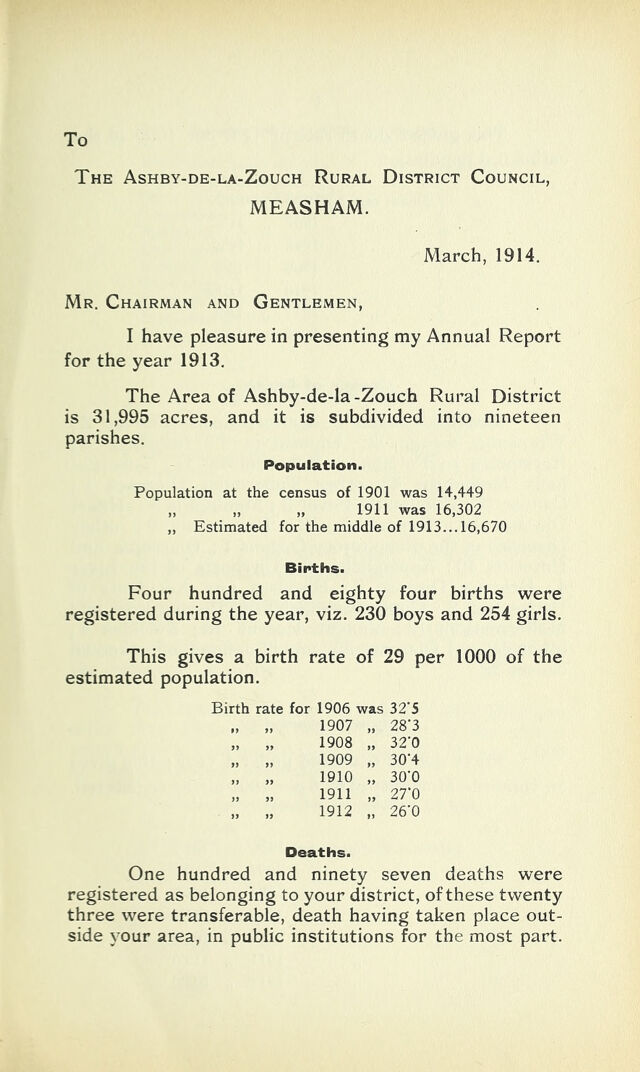 To
The Ashby-de-la-Zouch Rural District Council,
MEASHAM.
March, 1914.
Mr. Chairman and Gentlemen,
I have pleasure in presenting my Annual Report
for the year 1913.
The Area of Ashby-de-la-Zouch Rural District
is 31,995 acres, and it is subdivided into nineteen
parishes.
Population.
Population at the census of 1901 was 14,449
„ „ „ 1911 was 16,302
„ Estimated for the middle of 1913...16,670
Births.
Four hundred and eighty four births were
registered during the year, viz. 230 boys and 254 girls.
This gives a birth rate of 29 per 1000 of the
estimated population.
Birth rate for 1906 was 32·5
„ „ 1907 „ 28·3
„ „ 1908 „ 32·0
„ „ 1909 „ 30·4
„ „ 1910 „ 30·0
„ „ 1911 „ 27·0
„ „ 1912 „ 26·0
Deaths.
One hundred and ninety seven deaths were
registered as belonging to your district, of these twenty
three were transferable, death having taken place out-
side your area, in public institutions for the most part.